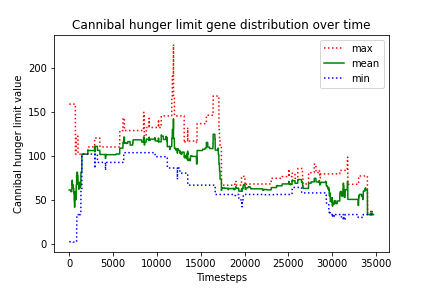 Cannibal hunger limit gene distribution over time
max
mean
min
200
150
100
50
0
Cannibal hunger limit value
0 5000 10000 15000 20000 25000 30000 35000
Timesteps